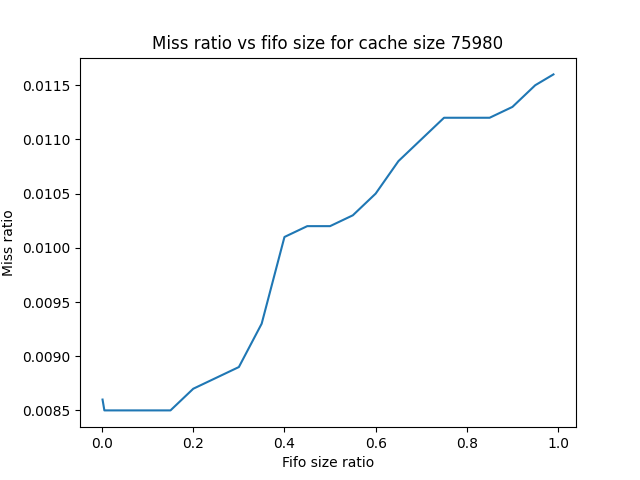 Miss ratio vs fifo size for cache size 75980
0.0115
0.0110
0.0105
0.0100
0.0095
0.0090
0.0085
Miss ratio
0.0 0.2 0.4 0.6 0.8 1.0
Fifo size ratio